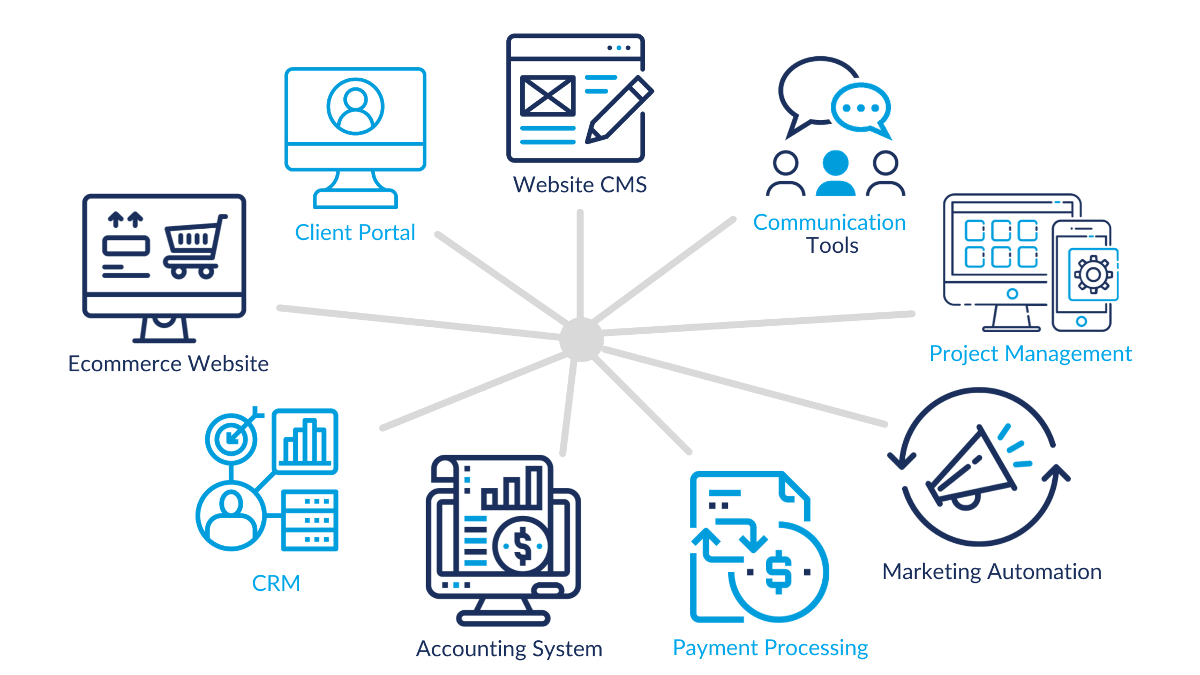 Website CMS
Client Portal
Communication
Tools
Ecommerce Website
Project Management
CRM
Marketing Automation
$
$
Accounting System
Payment Processing